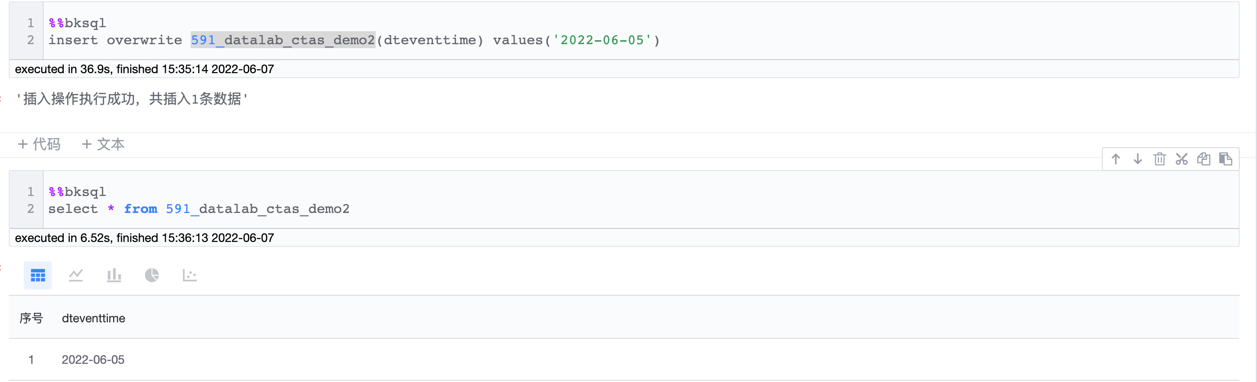 1 %%bksql
2 insert overwrite 591_datalab_ctas_demo2(dteventtime) values('2022-06-05')
executed in 36.9s, finished 15:35:14 2022-06-07
'插入操作执行成功，共插入1条数据'
+ 代码 + 文本
1 %%bksql
2 select * from 591_datalab_ctas_demo2
executed in 6.52s, finished 15:36:13 2022-06-07
序号 dteventtime
1 2022-06-05